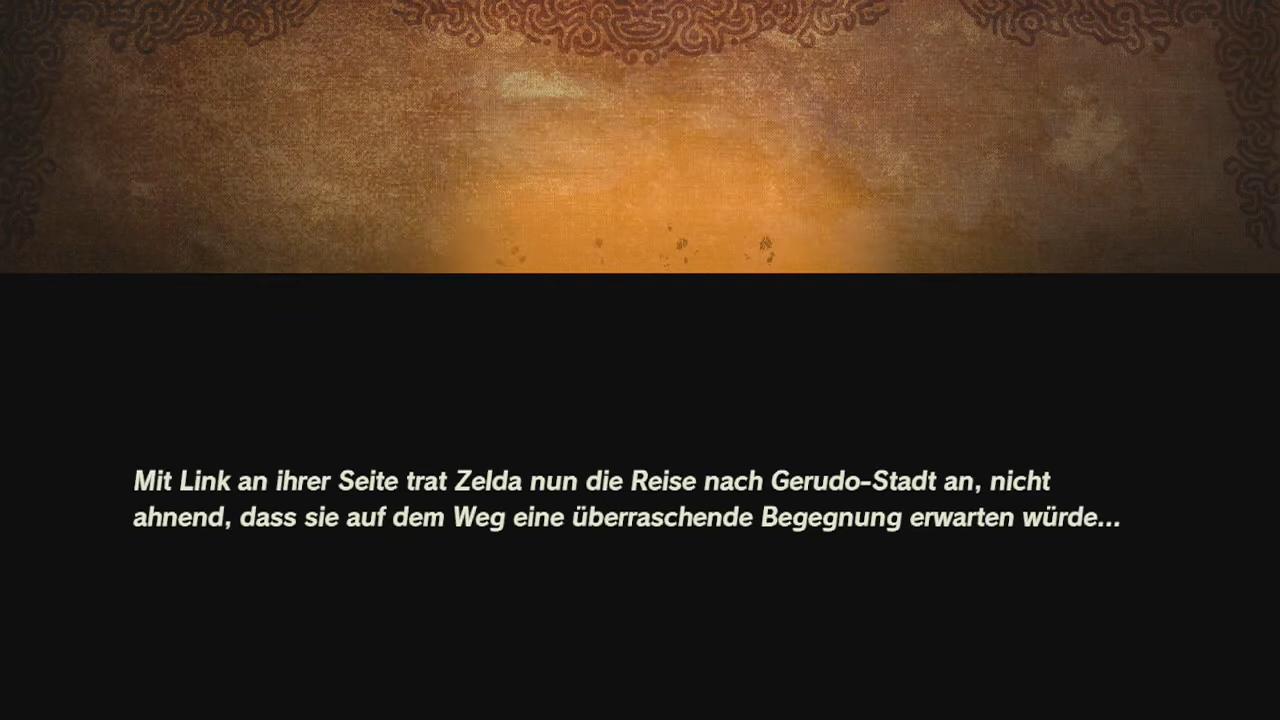 Mit Link an ihrer Seite trat Zelda nun die Reise nach Gerudo-Stadt an, nicht
ahnend, dass sie auf dem Weg eine überraschende Begegnung erwarten würde...